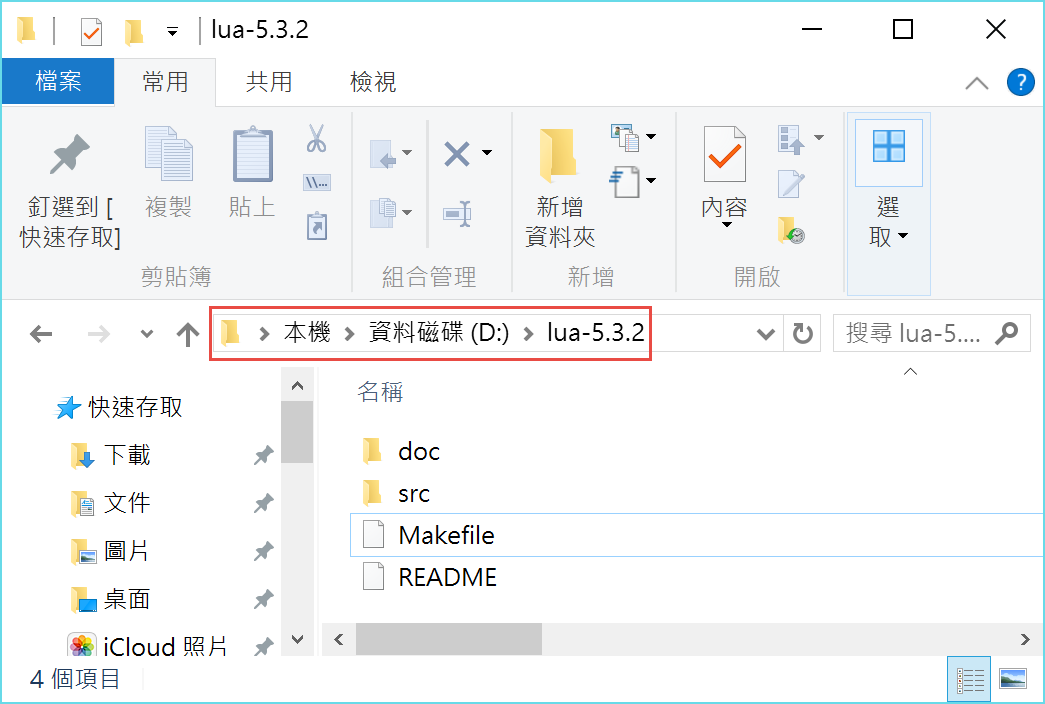 lua-5.3.2
檔案 常用 共用 檢視
釘選到 [
快速存取]
複製
貼上
\\...
剪貼簿
組合管理
新增
資料夾
新增
內容
開啟
選
取
本機 資料磁碟 (D:) lua-5.3.2
搜尋 lua-5....
快速存取
下載
文件
圖片
桌面
iCloud 照片
名稱
doc
src
Makefile
README
4 個項目